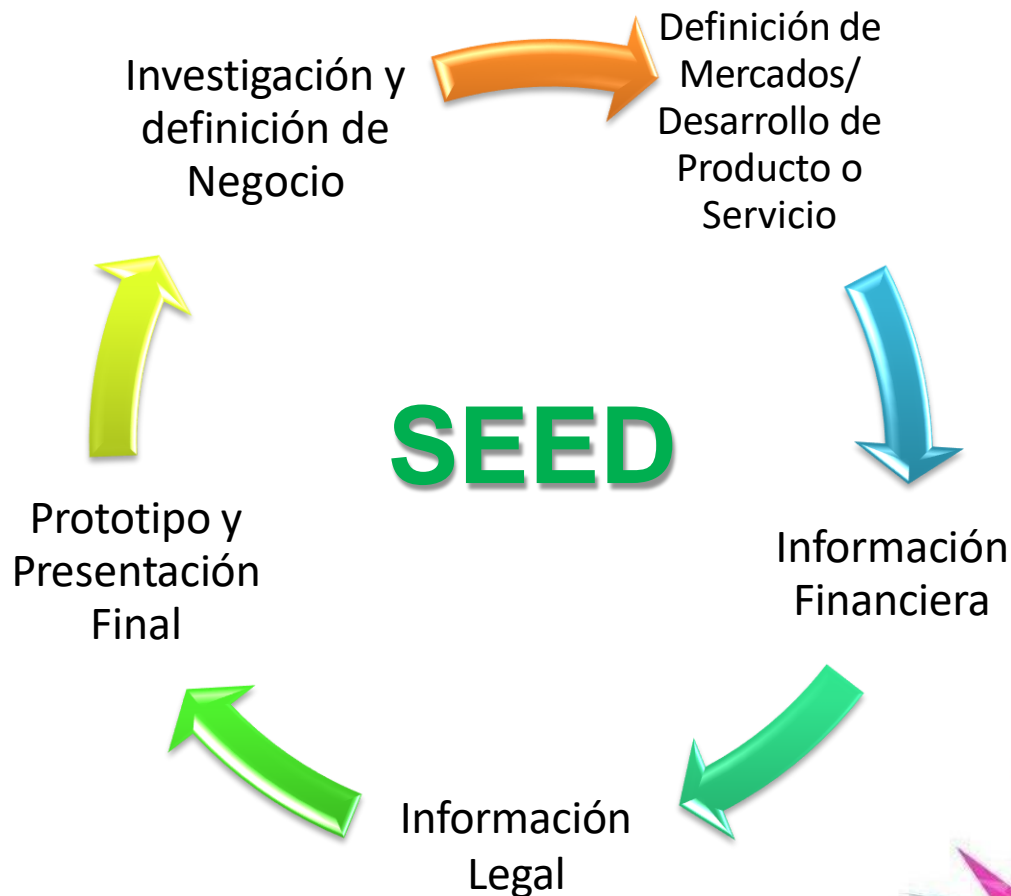 Investigación y
definición de
Negocio
Definición de
Mercados/
Desarrollo de
Producto o
Servicio
SEED
Información
Financiera
Información
Legal
Prototipo y
Presentación
Final